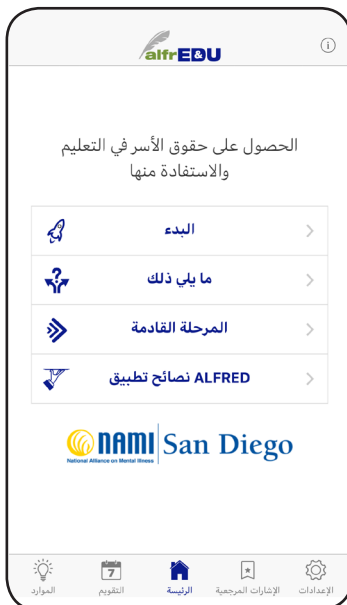 alfrEDU
الحصول على حقوق الأسر في التعليم
والاستفادة منها
البدء
ما يلي ذلك
المرحلة القادمة
نصائح تطبيق ALFRED
NAMI San Diego
National Alliance on Mental Illness
7
الإعدادات
الإشارات المرجعية
الرئيسة
التقويم
الموارد